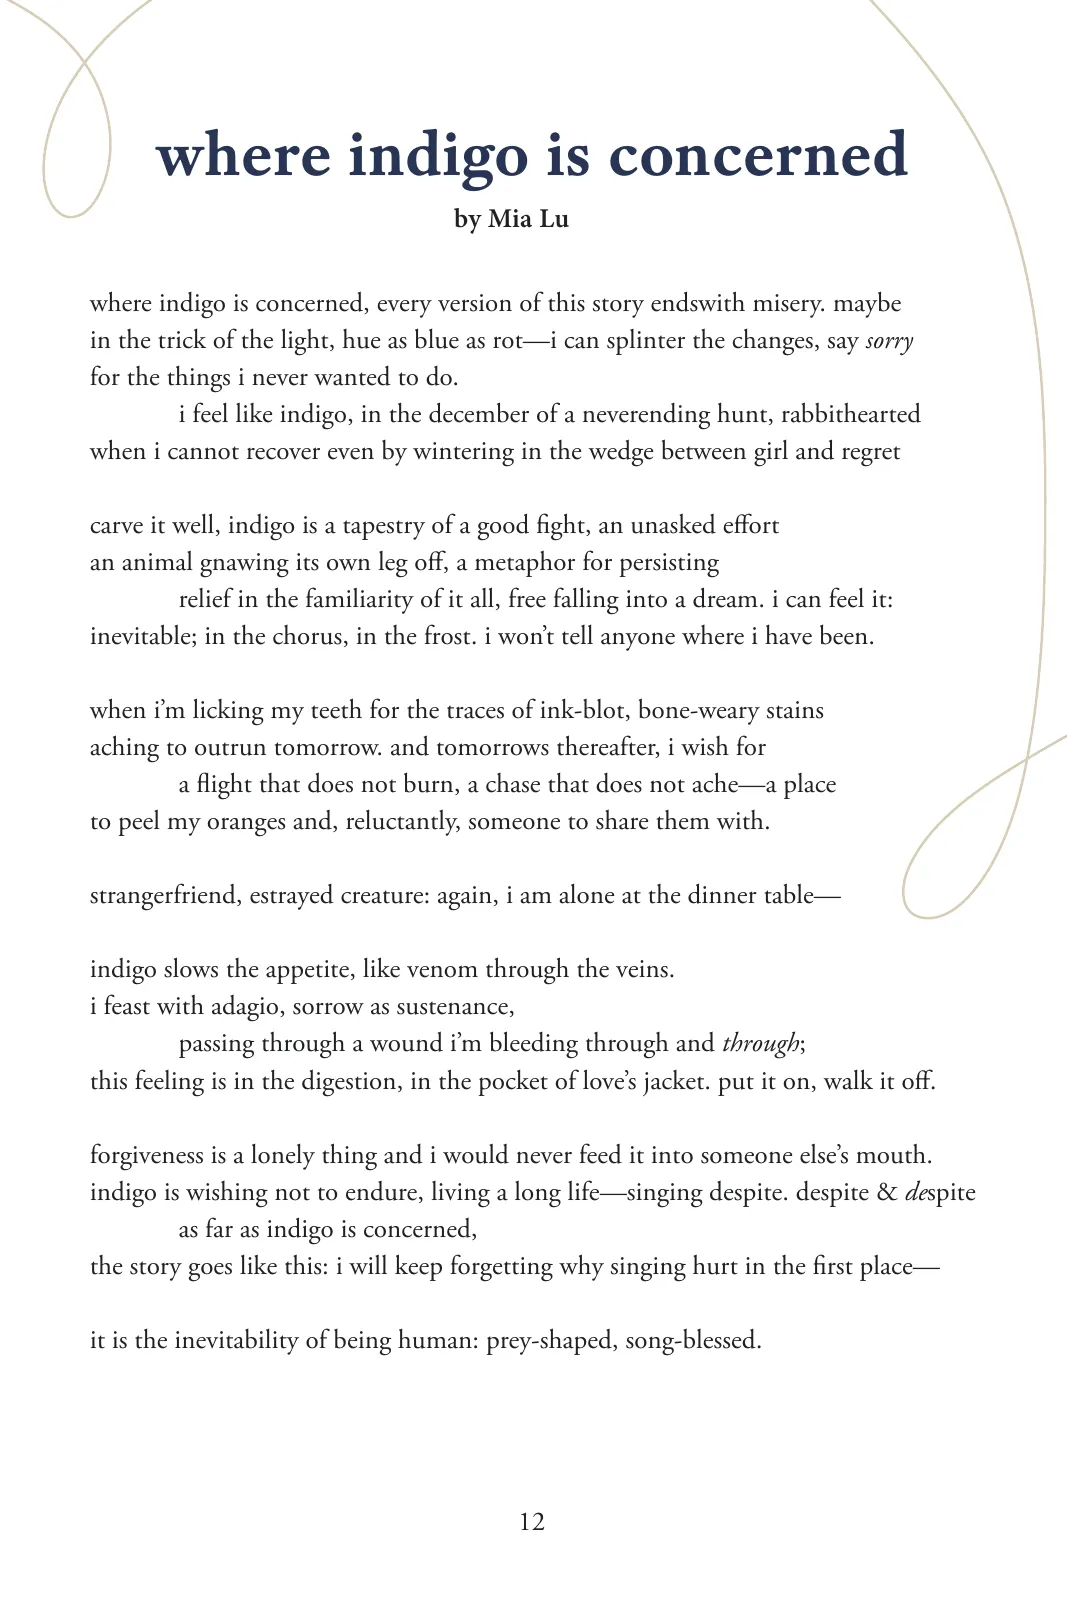 where indigo is concerned
by Mia Lu
where indigo is concerned, every version of this story endswith misery. maybe
in the trick of the light, hue as blue as rot—i can splinter the changes, say sorry
for the things i never wanted to do.
i feel like indigo, in the december of a neverending hunt, rabbithearted
when i cannot recover even by wintering in the wedge between girl and regret
carve it well, indigo is a tapestry of a good fight, an unasked effort
an animal gnawing its own leg off, a metaphor for persisting
relief in the familiarity of it all, free falling into a dream. i can feel it:
inevitable; in the chorus, in the frost. i won’t tell anyone where i have been.
when i’m licking my teeth for the traces of ink-blot, bone-weary stains
aching to outrun tomorrow. and tomorrows thereafter, i wish for
a flight that does not burn, a chase that does not ache—a place
to peel my oranges and, reluctantly, someone to share them with.
strangerfriend, estrayed creature: again, i am alone at the dinner table—
indigo slows the appetite, like venom through the veins.
i feast with adagio, sorrow as sustenance,
passing through a wound i’m bleeding through and through;
this feeling is in the digestion, in the pocket of love’s jacket. put it on, walk it off.
forgiveness is a lonely thing and i would never feed it into someone else’s mouth.
indigo is wishing not to endure, living a long life—singing despite. despite & despite
as far as indigo is concerned,
the story goes like this: i will keep forgetting why singing hurt in the first place—
it is the inevitability of being human: prey-shaped, song-blessed.
12